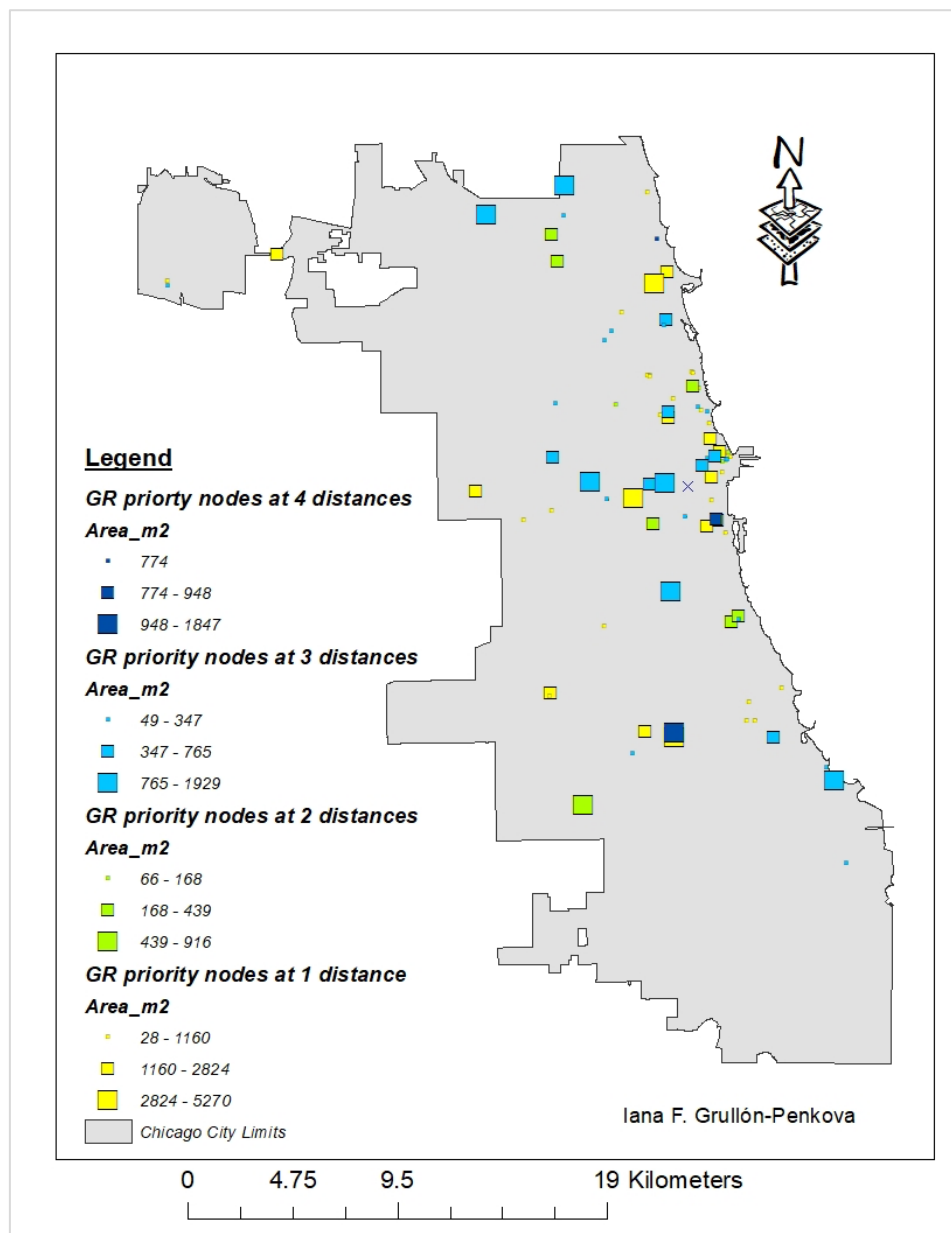 N
Legend
GR priorty nodes at 4 distances
Area_m2
774
774 - 948
948 - 1847
GR priority nodes at 3 distances
Area_m2
49 - 347
347 - 765
765 - 1929
GR priority nodes at 2 distances
Area_m2
66 - 168
168 - 439
439 - 916
GR priority nodes at 1 distance
Area_m2
28 - 1160
1160 - 2824
2824 - 5270
Chicago City Limits
Iana F. Grullón-Penkova
0 4.75 9.5 19 Kilometers